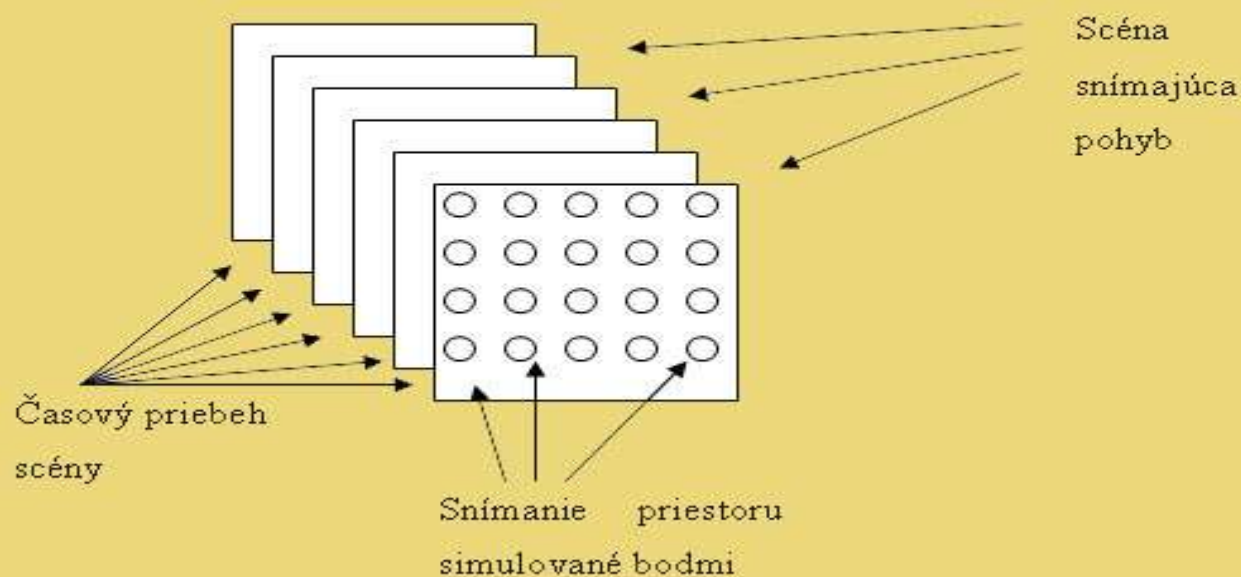 Scéna
snímajúca
pohyb
Časový priebeh
scény
Snímanie priestoru
simulované bodmi